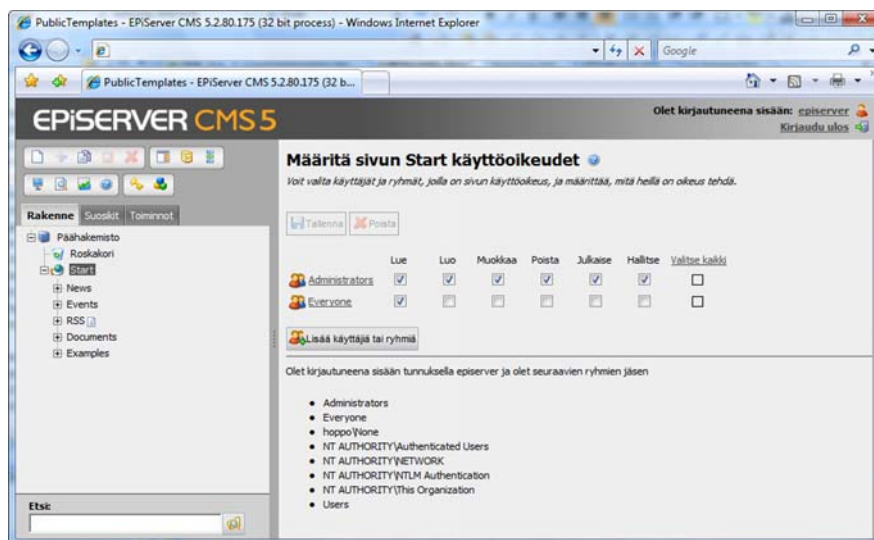 PublicTemplates - EPiServer CMS 5.2.80.175 (32 bit process) - Windows Internet Explorer
Google
PublicTemplates - EPiServer CMS 5.2.80.175 (32 b...
EPiSERVER CMS 5
Olet kirjautuneena sisään: episerver
Kirjaudu ulos
Rakenne Suosikit Toiminnot
Päähakemisto
Roskakori
Start
News
Events
RSS
Documents
Examples
Etsi:
Määritä sivun Start käyttöoikeudet
Voit valita käyttäjät ja ryhmät, joilla on sivun käyttöoikeus, ja määrittää, mitä heillä on oikeus tehdä.
Tallenna Poista
Lue Luo Muokkaa Poista Julkaise Hallitse Valitse kaikki
Administrators
Everyone
Lisää käyttäjiä tai ryhmiä
Olet kirjautuneena sisään tunnuksella episerver ja olet seuraavien ryhmien jäsen
Administrators
Everyone
hoppo\None
NT AUTHORITY\Authenticated Users
NT AUTHORITY\NETWORK
NT AUTHORITY\NTLM Authentication
NT AUTHORITY\This Organization
Users